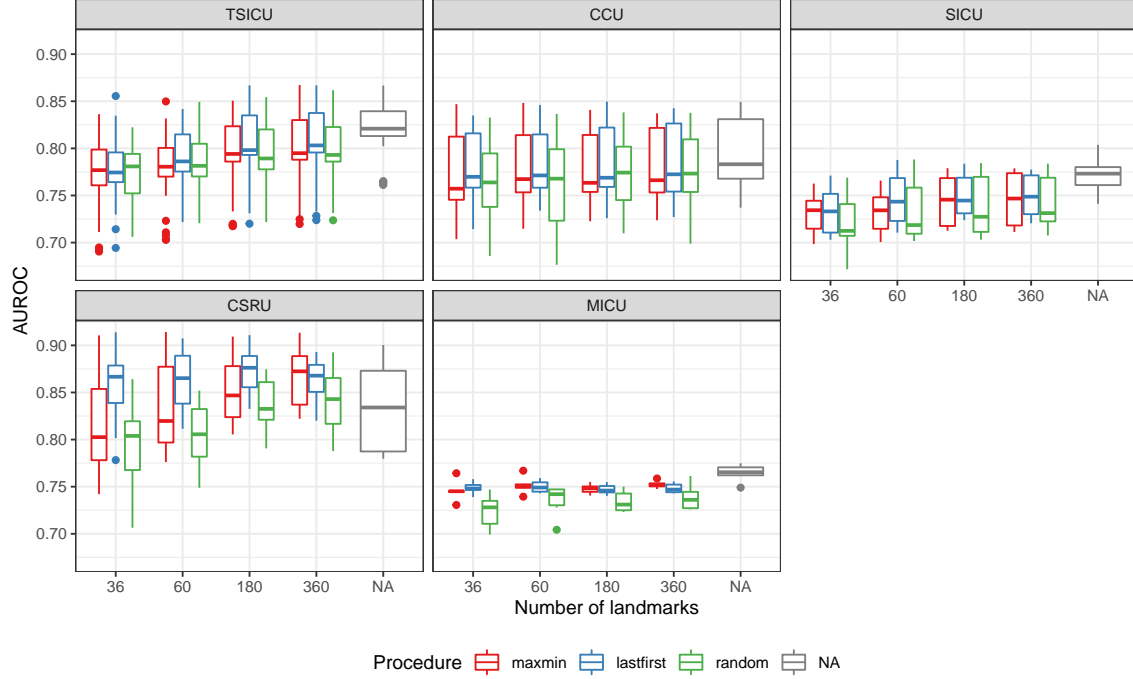 TSICU CCU SICU
0.90
0.85
0.80
0.75
0.70
36 60 180 360 NA
CSRU MICU
0.90
0.85
0.80
0.75
0.70
36 60 180 360 NA 36 60 180 360 NA
AUROC
Number of landmarks
Procedure maxmin lastfirst random NA